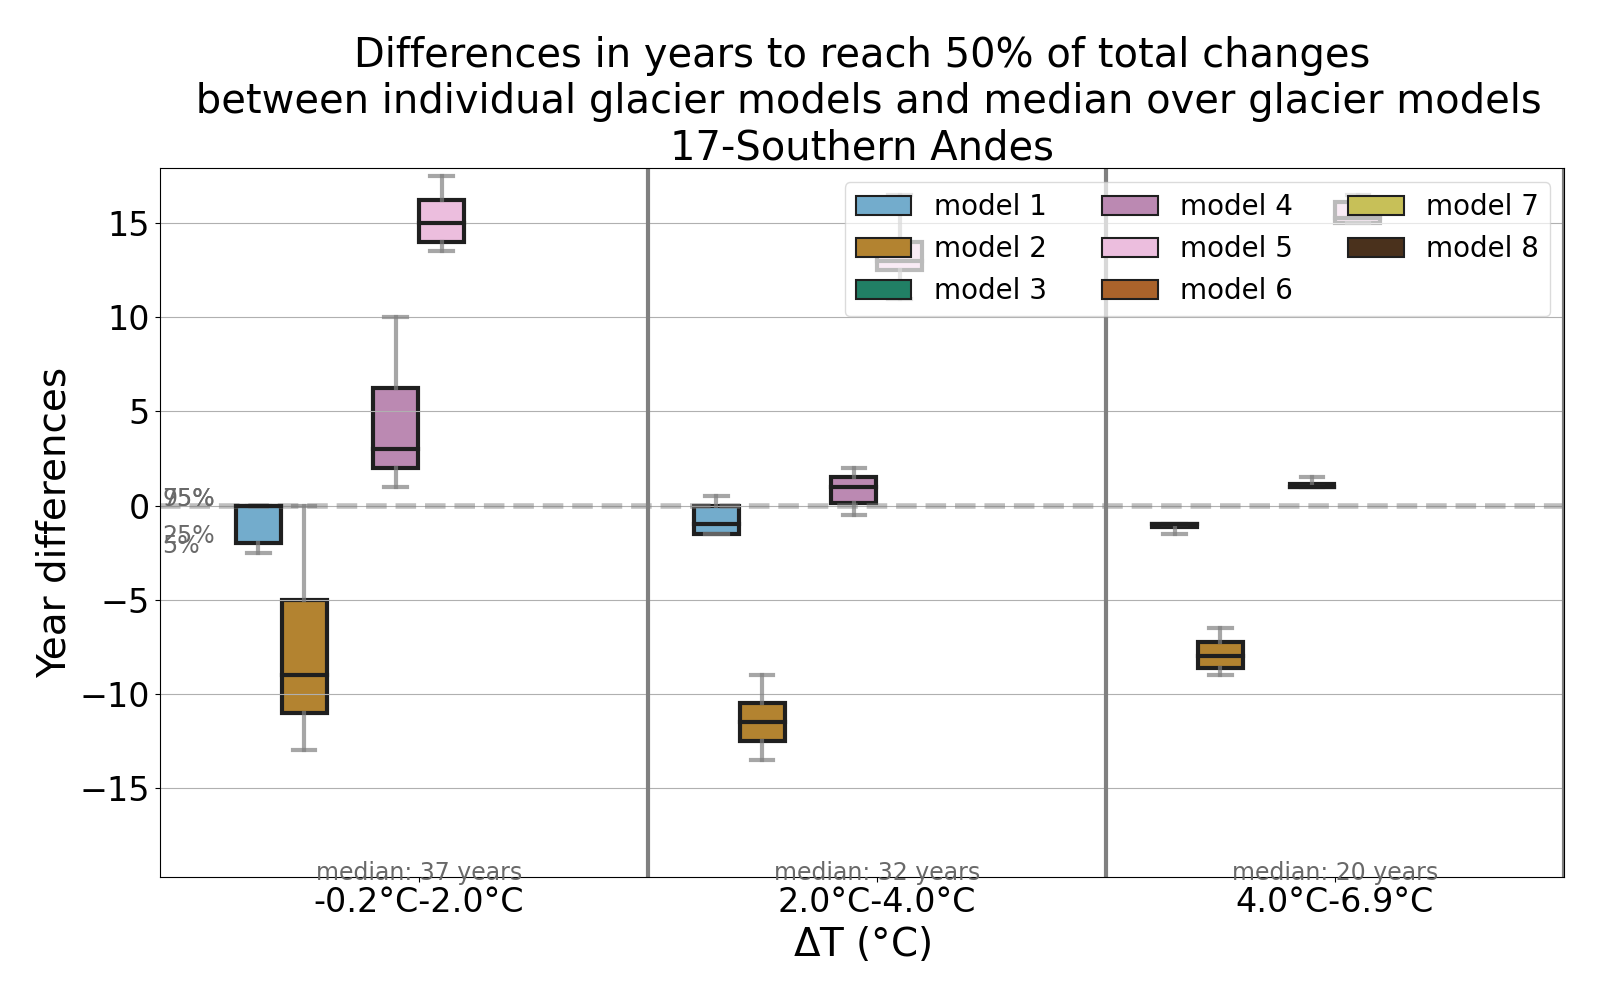 Differences in years to reach 50% of total changes
between individual glacier models and median over glacier models
17-Southern Andes
model 1
model 2
model 3
model 4
model 5
model 6
model 7
model 8
15
10
5
0
−5
−10
−15
Year differences
95%
75%
25%
5%
median: 37 years
median: 32 years
median: 20 years
-0.2°C-2.0°C
2.0°C-4.0°C
4.0°C-6.9°C
ΔT (°C)